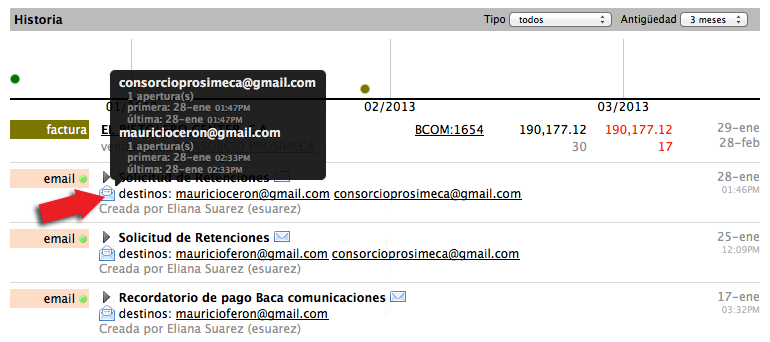 Historia
Tipo todos Antigüedad 3 meses
consorcioprosimeca@gmail.com
1 apertura(s)
primera: 28-ene 01:47PM
última: 28-ene 01:47PM
mauricioceron@gmail.com
1 apertura(s)
primera: 28-ene 02:33PM
última: 28-ene 02:33PM
01/ 02/2013 03/2013
factura BCOM:1654 190,177.12 190,177.12 29-ene
CONSORCIO PROSIMECA 30 17 28-feb
email Solicitud de Retenciones 28-ene
destinos: mauricioceron@gmail.com consorcioprosimeca@gmail.com 01:46PM
Creada por Eliana Suarez (esuarez)
email Solicitud de Retenciones 25-ene
destinos: mauricioferon@gmail.com consorcioprosimeca@gmail.com 12:09PM
Creada por Eliana Suarez (esuarez)
email Recordatorio de pago Baca comunicaciones 17-ene
destinos: mauricioferon@gmail.com 03:32PM
Creada por Eliana Suarez (esuarez)